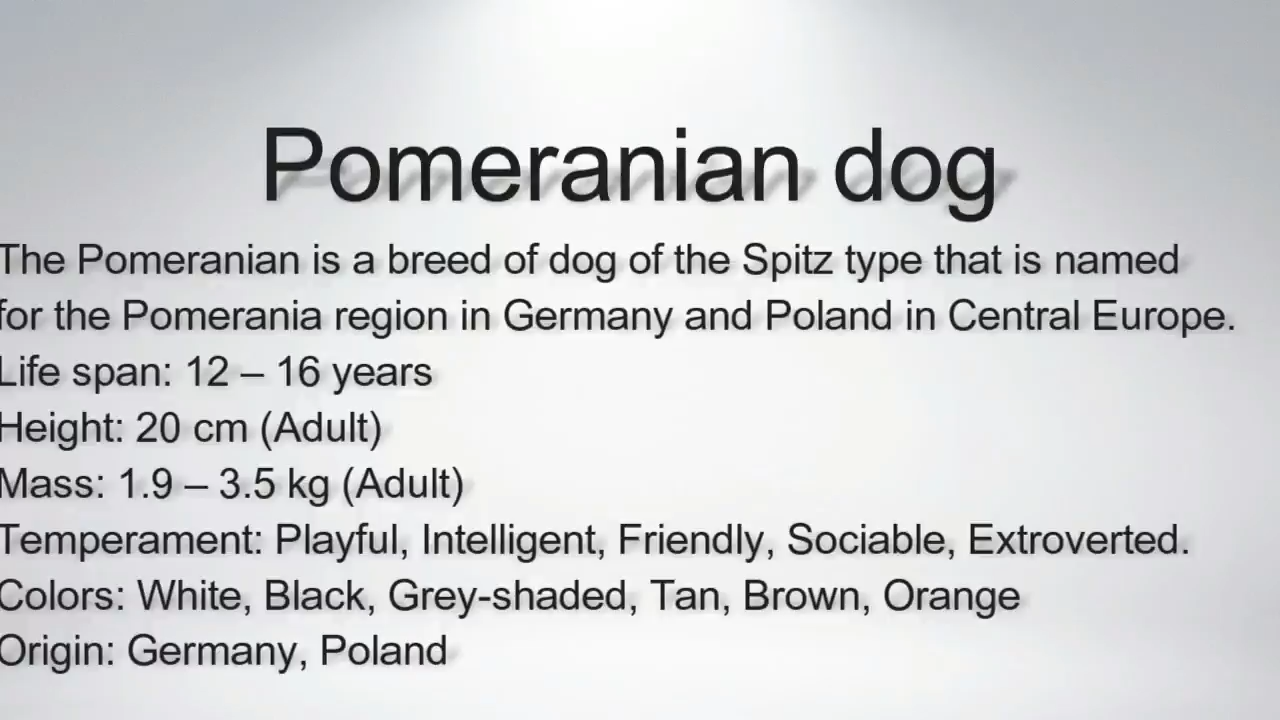 Pomeranian dog
The Pomeranian is a breed of dog of the Spitz type that is named
for the Pomerania region in Germany and Poland in Central Europe.
Life span: 12 – 16 years
Height: 20 cm (Adult)
Mass: 1.9 – 3.5 kg (Adult)
Temperament: Playful, Intelligent, Friendly, Sociable, Extroverted.
Colors: White, Black, Grey-shaded, Tan, Brown, Orange
Origin: Germany, Poland